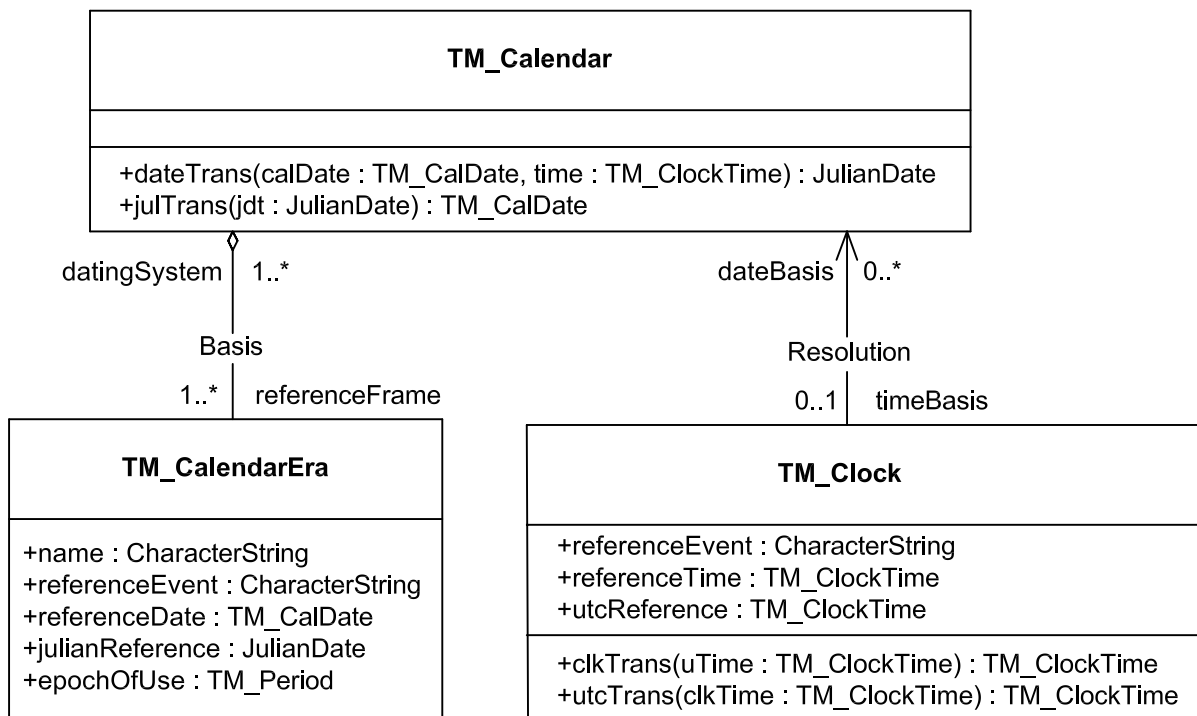 TM_Calendar
+dateTrans(calDate : TM_CalDate, time : TM_ClockTime) : JulianDate
+julTrans(jdt : JulianDate) : TM_CalDate
datingSystem 1..*
dateBasis 0..*
Basis
Resolution
1..* referenceFrame
0..1 timeBasis
TM_CalendarEra
+name : CharacterString
+referenceEvent : CharacterString
+referenceDate : TM_CalDate
+julianReference : JulianDate
+epochOfUse : TM_Period
TM_Clock
+referenceEvent : CharacterString
+referenceTime : TM_ClockTime
+utcReference : TM_ClockTime
+clkTrans(uTime : TM_ClockTime) : TM_ClockTime
+utcTrans(clkTime : TM_ClockTime) : TM_ClockTime